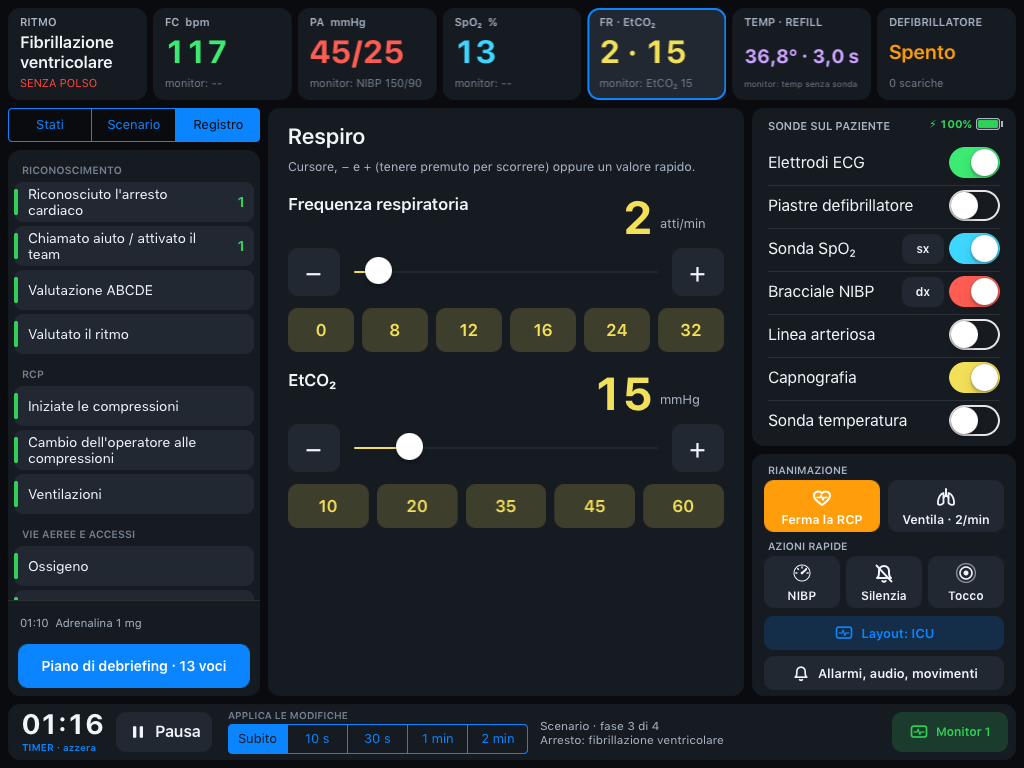 RITMO
Fibrillazione
ventricolare
SENZA POLSO
FC bpm
117
monitor: --
PA mmHg
45/25
monitor: NIBP 150/90
SpO₂ %
13
monitor: --
FR · EtCO₂
2 · 15
monitor: EtCO₂ 15
TEMP · REFILL
36,8° · 3,0 s
monitor: temp senza sonda
DEFIBRILLATORE
Spento
0 scariche
Stati
Scenario
Registro
RICONOSCIMENTO
Riconosciuto l'arresto
cardiaco
1
Chiamato aiuto / attivato il
team
1
Valutazione ABCDE
Valutato il ritmo
RCP
Iniziate le compressioni
Cambio dell'operatore alle
compressioni
Ventilazioni
VIE AEREE E ACCESSI
Ossigeno
01:10 Adrenalina 1 mg
Piano di debriefing · 13 voci
Respiro
Cursore, − e + (tenere premuto per scorrere) oppure un valore rapido.
Frequenza respiratoria
2 atti/min
−
+
0
8
12
16
24
32
EtCO₂
15 mmHg
−
+
10
20
35
45
60
SONDE SUL PAZIENTE
100%
Elettrodi ECG
Piastre defibrillatore
Sonda SpO₂
sx
Bracciale NIBP
dx
Linea arteriosa
Capnografia
Sonda temperatura
RIANIMAZIONE
Ferma la RCP
Ventila · 2/min
AZIONI RAPIDE
NIBP
Silenzia
Tocco
Layout: ICU
Allarmi, audio, movimenti
01:16
TIMER · azzera
Pausa
APPLICA LE MODIFICHE
Subito
10 s
30 s
1 min
2 min
Scenario · fase 3 di 4
Arresto: fibrillazione ventricolare
Monitor 1